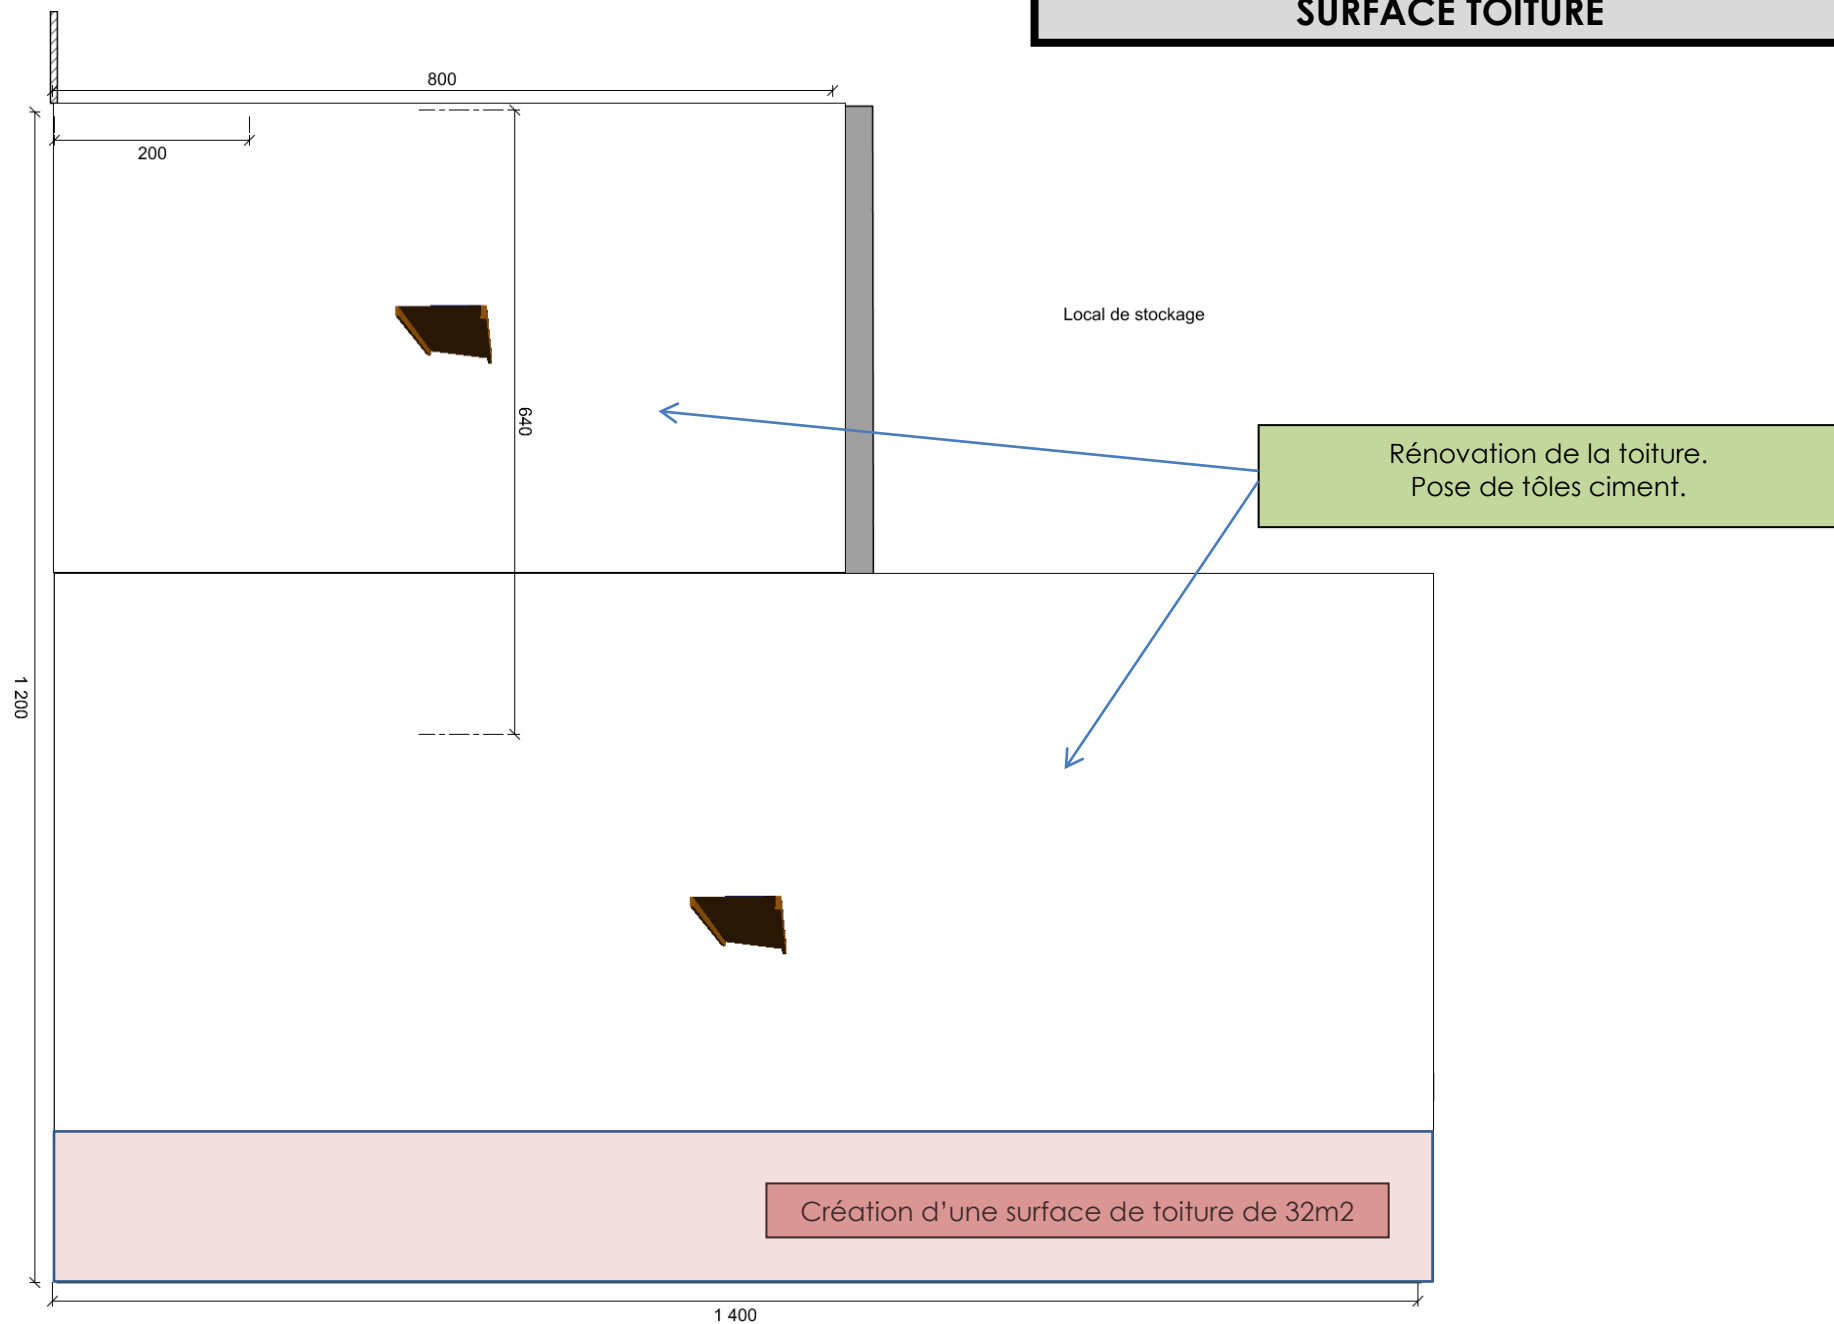 SURFACE TOITURE
800
200
Local de stockage
640
Rénovation de la toiture.
Pose de tôles ciment.
1 200
Création d’une surface de toiture de 32m2
1 400